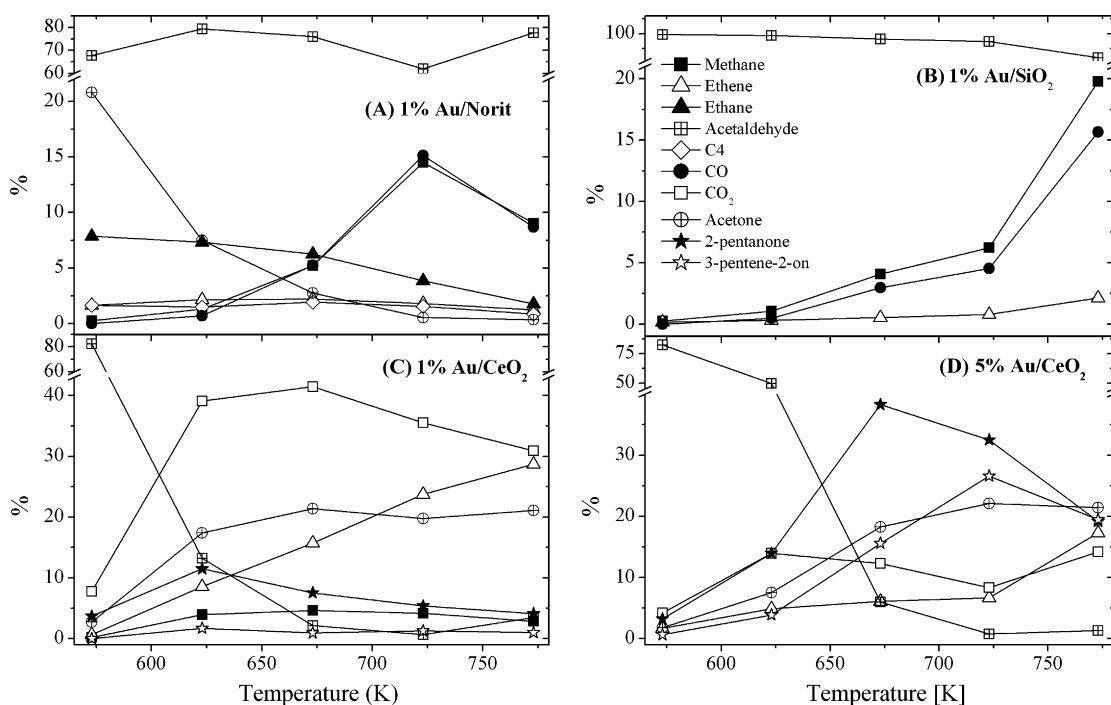 80
70
60
20
15
10
5
0
%
(A) 1% Au/Norit
100
20
15
10
5
0
%
(B) 1% Au/SiO₂
Methane
Ethene
Ethane
Acetaldehyde
C4
CO
CO₂
Acetone
2-pentanone
3-pentene-2-on
80
60
40
30
20
10
0
%
(C) 1% Au/CeO₂
600
650
700
750
Temperature (K)
75
50
30
20
10
0
%
(D) 5% Au/CeO₂
600
650
700
750
Temperature [K]